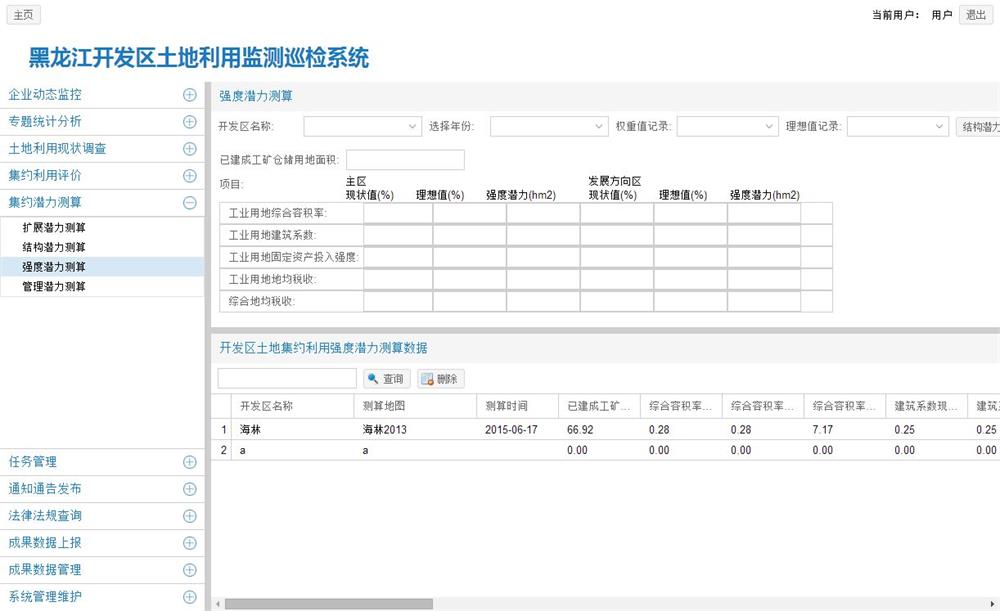 主页
当前用户： 用户 退出
黑龙江开发区土地利用监测巡检系统
企业动态监控
专题统计分析
土地利用现状调查
集约利用评价
集约潜力测算
扩展潜力测算
结构潜力测算
强度潜力测算
管理潜力测算
任务管理
通知通告发布
法律法规查询
成果数据上报
成果数据管理
系统管理维护
强度潜力测算
开发区名称: 选择年份: 权重值记录: 理想值记录: 结构潜力
已建成工矿仓储用地面积:
项目: 主区 发展方向区
现状值(%) 理想值(%) 强度潜力(hm2) 现状值(%) 理想值(%) 强度潜力(hm2)
工业用地综合容积率:
工业用地建筑系数:
工业用地固定资产投入强度:
工业用地地均税收:
综合地均税收:
开发区土地集约利用强度潜力测算数据
查询 删除
开发区名称 测算地图 测算时间 已建成工矿... 综合容积率... 综合容积率... 综合容积率... 建筑系数现... 建筑系
1 海林 海林2013 2015-06-17 66.92 0.28 0.28 7.17 0.25 0.25
2 a a 0.00 0.00 0.00 0.00 0.00 0.00